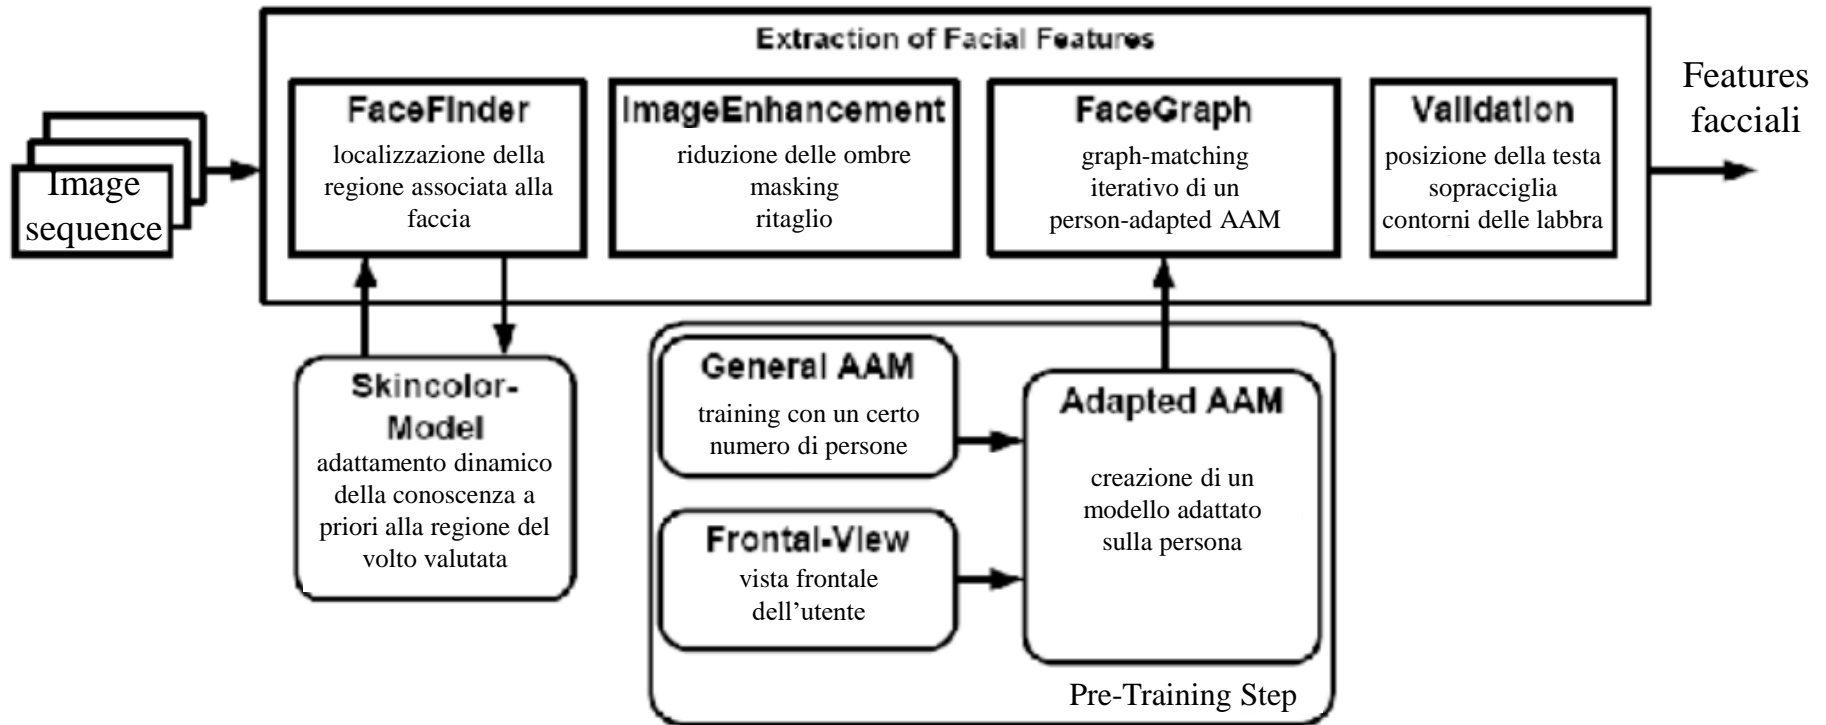 Extraction of Facial Features
Image
sequence
FaceFinder
localizzazione della
regione associata alla
faccia
ImageEnhancement
riduzione delle ombre
masking
ritaglio
FaceGraph
graph-matching
iterativo di un
person-adapted AAM
Validation
posizione della testa
sopracciglia
contorni delle labbra
Features
facciali
Skincolor-
Model
adattamento dinamico
della conoscenza a
priori alla regione del
volto valutata
General AAM
training con un certo
numero di persone
Frontal-View
vista frontale
dell’utente
Adapted AAM
creazione di un
modello adattato
sulla persona
Pre-Training Step